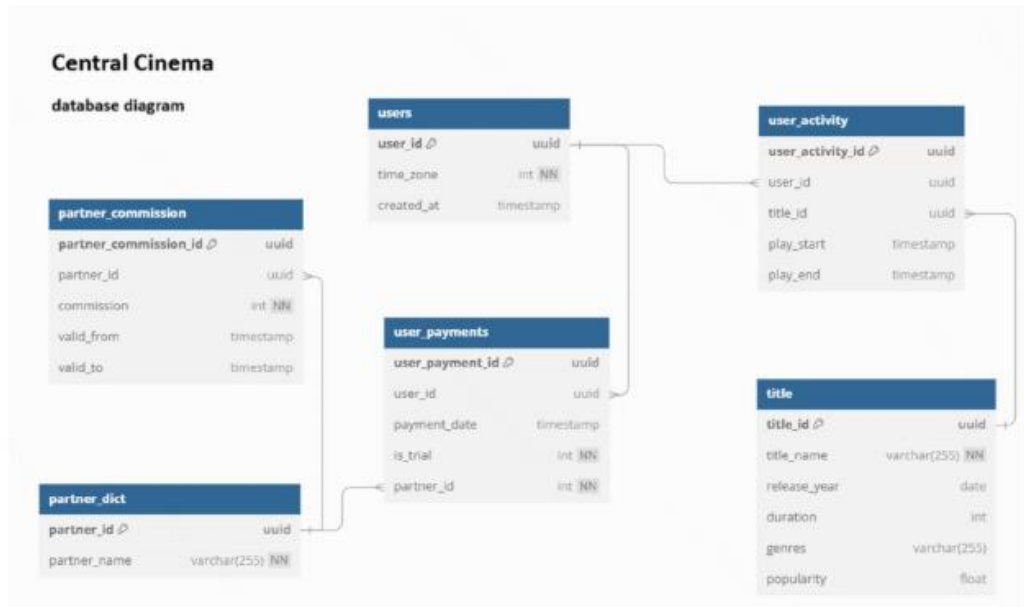 Central Cinema
database diagram
users
user_id uuid
time_zone int NN
created_at timestamp
user_activity
user_activity_id uuid
user_id uuid
title_id uuid
play_start timestamp
play_end timestamp
partner_commission
partner_commission_id uuid
partner_id uuid
commission int NN
valid_from timestamp
valid_to timestamp
user_payments
user_payment_id uuid
user_id uuid
payment_date timestamp
is_trial int NN
partner_id int NN
title
title_id uuid
title_name varchar(255) NN
release_year date
duration int
genres varchar(255)
popularity float
partner_dict
partner_id uuid
partner_name varchar(255) NN